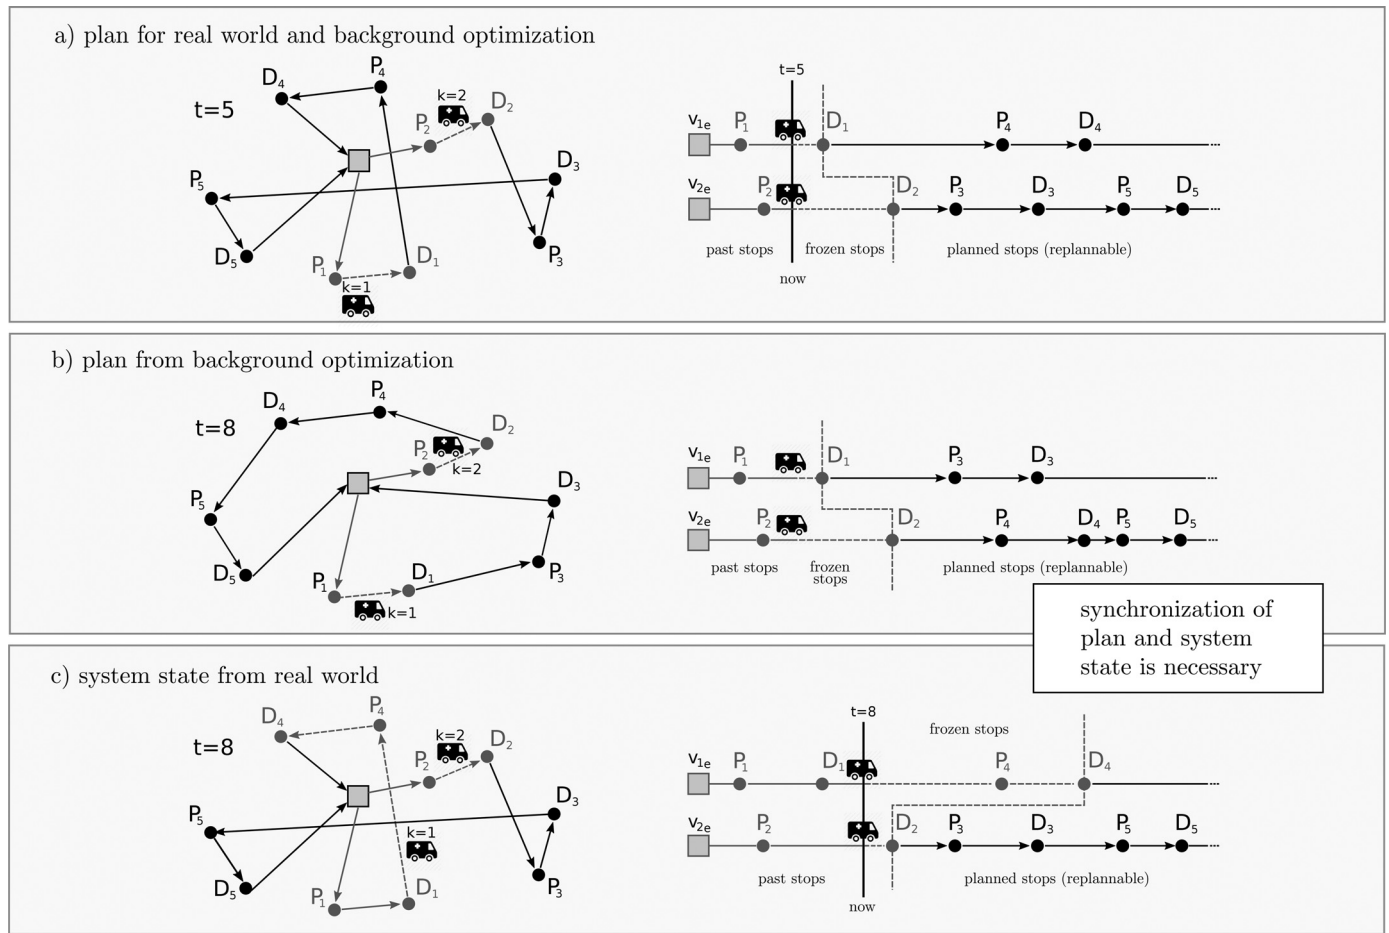 a) plan for real world and background optimization
t=5
D4
P4
k=2
P2
D2
D3
P5
D5
P1
D1
P3
k=1
t=5
v1e
P1
D1
P4
D4
v2e
P2
D2
P3
D3
P5
D5
past stops
frozen stops
planned stops (replannable)
now
b) plan from background optimization
t=8
D4
P4
D2
P2
k=2
P5
D3
D5
P1
D1
P3
k=1
v1e
P1
D1
P3
D3
v2e
P2
D2
P4
D4
P5
D5
past stops
frozen
stops
planned stops (replannable)
synchronization of
plan and system
state is necessary
c) system state from real world
t=8
D4
P4
k=2
P2
D2
P5
D3
k=1
D5
P1
D1
P3
t=8
frozen stops
v1e
P1
D1
P4
D4
v2e
P2
D2
P3
D3
P5
D5
past stops
planned stops (replannable)
now